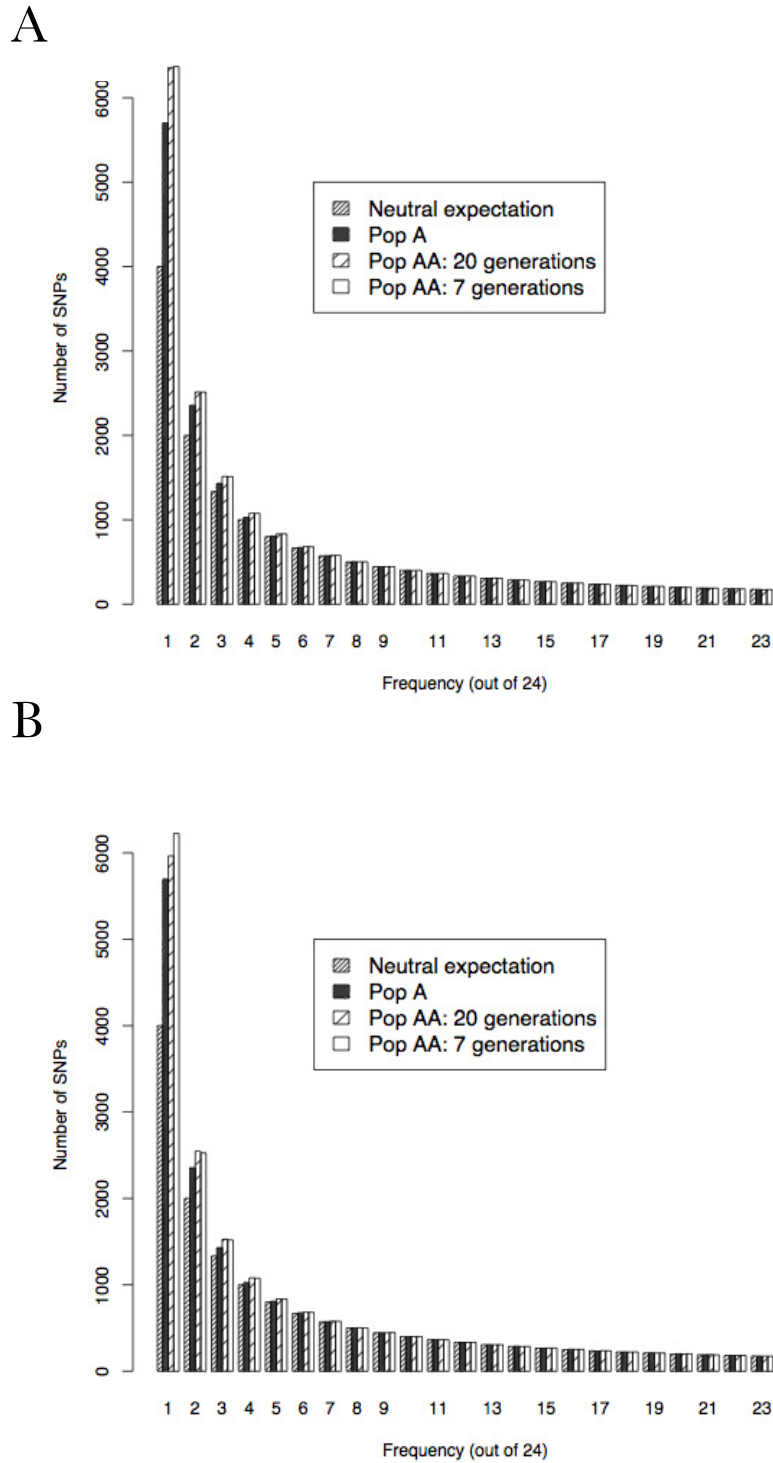 A
Number of SNPs
0 1000 2000 3000 4000 5000 6000
Neutral expectation
Pop A
Pop AA: 20 generations
Pop AA: 7 generations
1 2 3 4 5 6 7 8 9 11 13 15 17 19 21 23
Frequency (out of 24)
B
Number of SNPs
0 1000 2000 3000 4000 5000 6000
Neutral expectation
Pop A
Pop AA: 20 generations
Pop AA: 7 generations
1 2 3 4 5 6 7 8 9 11 13 15 17 19 21 23
Frequency (out of 24)